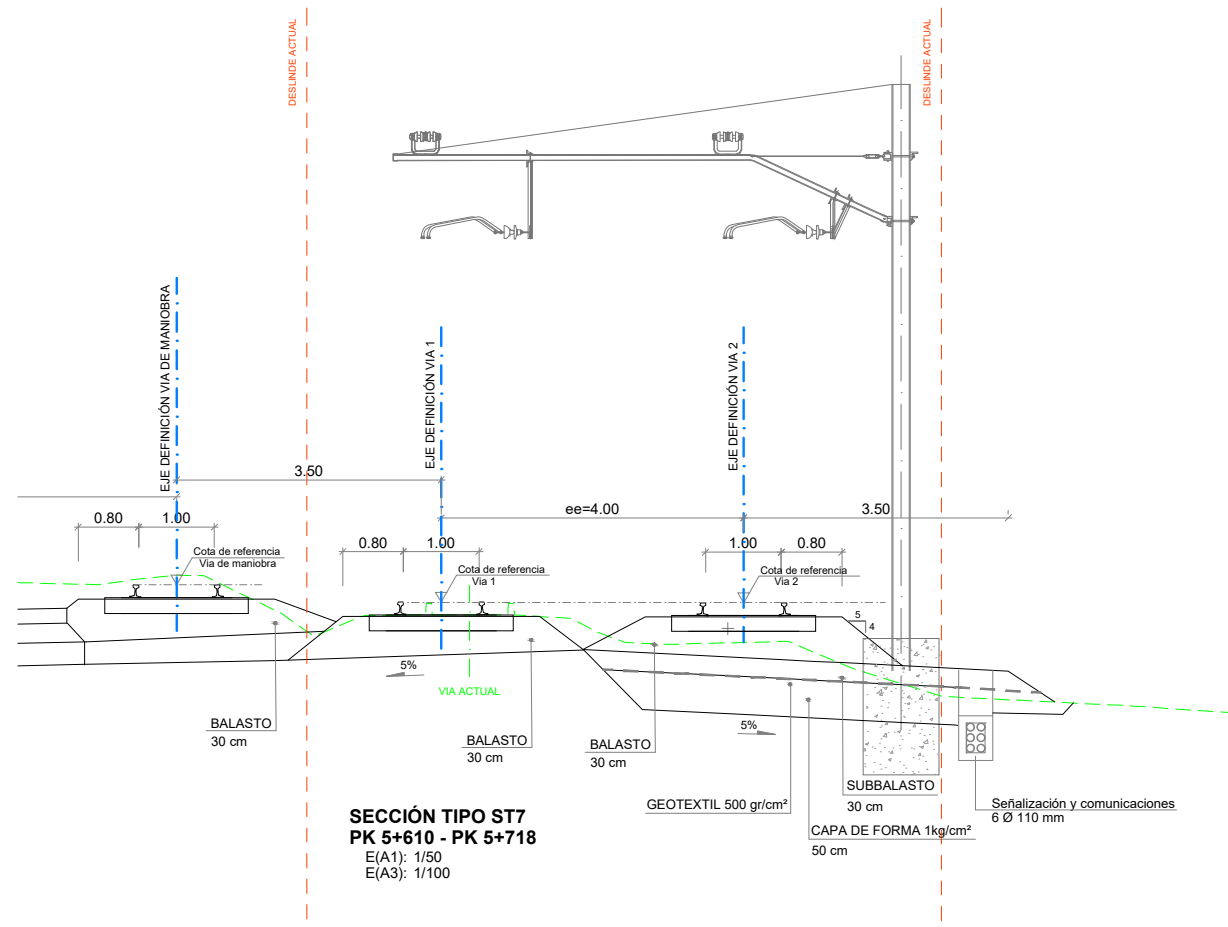 DESLINDE ACTUAL
DESLINDE ACTUAL
EJE DEFINICIÓN VIA DE MANIOBRA
EJE DEFINICIÓN VIA 1
EJE DEFINICIÓN VIA 2
3.50
ee=4.00
3.50
0.80
1.00
0.80
1.00
1.00
0.80
Cota de referencia
Via de maniobra
Cota de referencia
Via 1
Cota de referencia
Via 2
5
4
5%
VIA ACTUAL
5%
BALASTO
30 cm
BALASTO
30 cm
BALASTO
30 cm
GEOTEXTIL 500 gr/cm²
SUBBALASTO
30 cm
CAPA DE FORMA 1kg/cm²
50 cm
Señalización y comunicaciones
6 Ø 110 mm
SECCIÓN TIPO ST7
PK 5+610 - PK 5+718
E(A1): 1/50
E(A3): 1/100